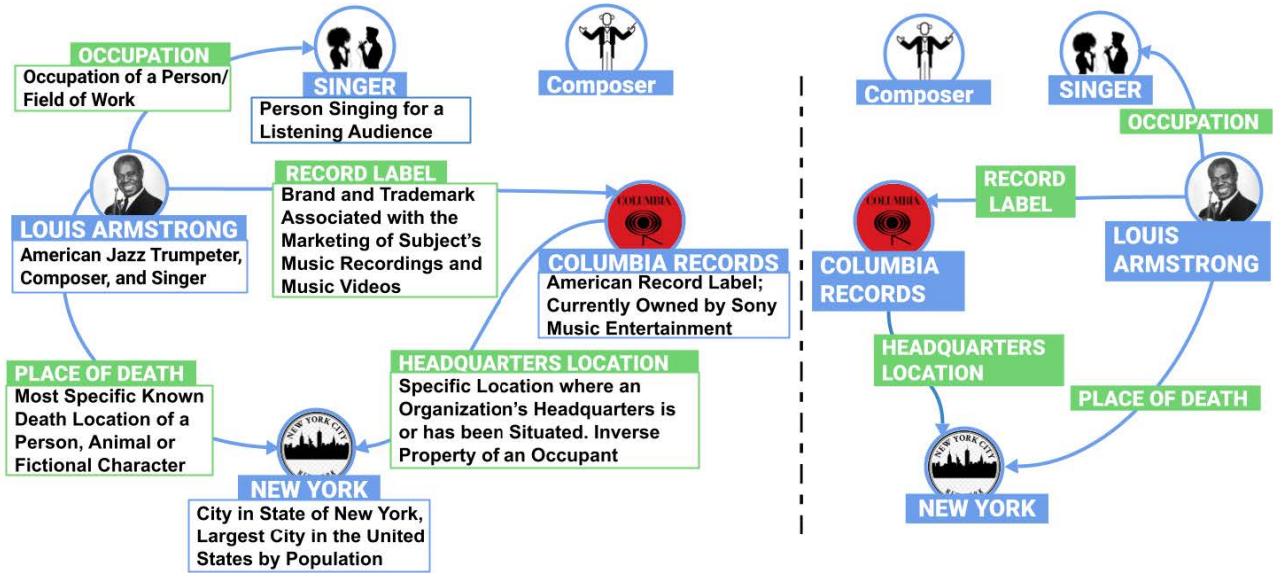 OCCUPATION
Occupation of a Person/
Field of Work
SINGER
Person Singing for a
Listening Audience
Composer
LOUIS ARMSTRONG
American Jazz Trumpeter,
Composer, and Singer
RECORD LABEL
Brand and Trademark
Associated with the
Marketing of Subject's
Music Recordings and
Music Videos
COLUMBIA
COLUMBIA RECORDS
American Record Label;
Currently Owned by Sony
Music Entertainment
PLACE OF DEATH
Most Specific Known
Death Location of a
Person, Animal or
Fictional Character
HEADQUARTERS LOCATION
Specific Location where an
Organization's Headquarters is
or has been Situated. Inverse
Property of an Occupant
NEW YORK CITY
NEW YORK
City in State of New York,
Largest City in the United
States by Population
Composer
SINGER
OCCUPATION
RECORD
LABEL
COLUMBIA
COLUMBIA
RECORDS
LOUIS
ARMSTRONG
HEADQUARTERS
LOCATION
PLACE OF DEATH
NEW YORK CITY
NEW YORK